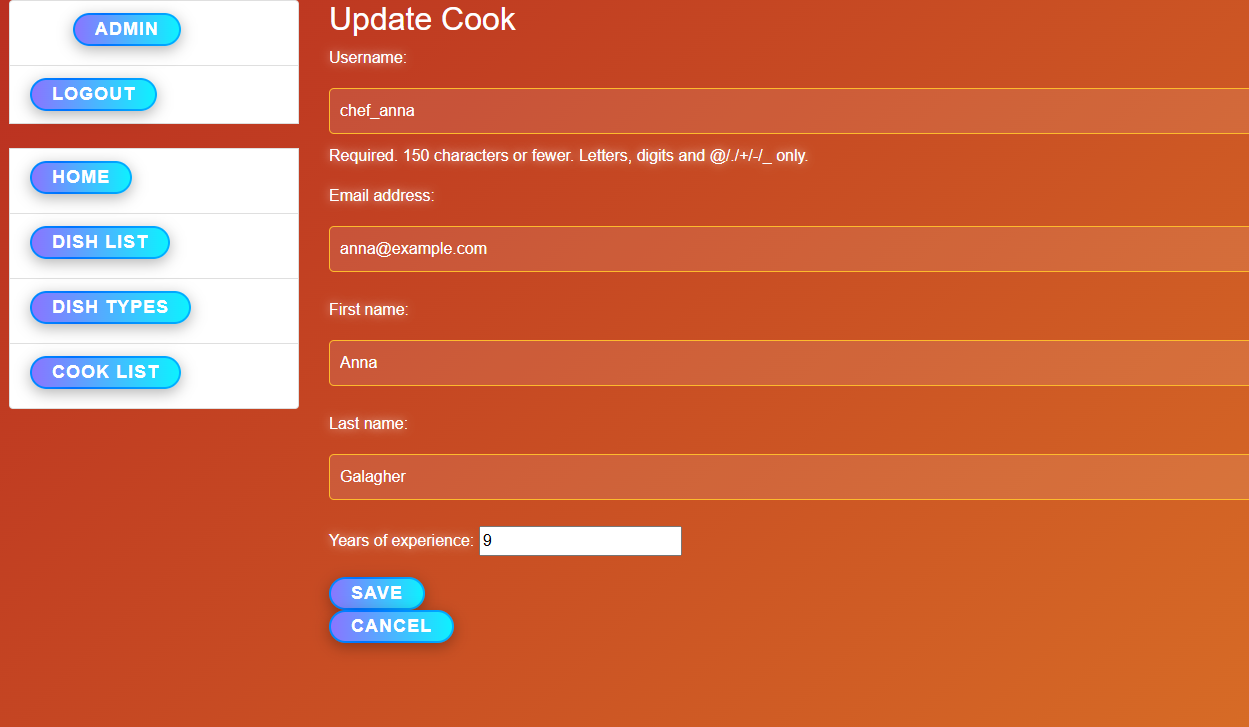 ADMIN
LOGOUT
HOME
DISH LIST
DISH TYPES
COOK LIST
Update Cook
Username:
chef_anna
Required. 150 characters or fewer. Letters, digits and @/./+/-/_ only.
Email address:
anna@example.com
First name:
Anna
Last name:
Galagher
Years of experience: 9
SAVE
CANCEL